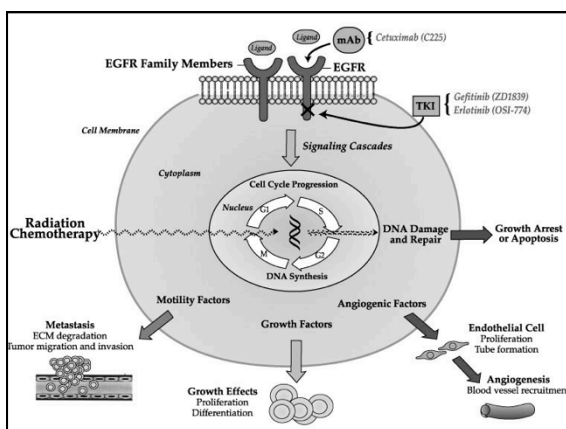 Ligand
Ligand
mAb
Cetuximab (C225)
EGFR Family Members
EGFR
TKI
Gefitinib (ZD1839)
Erlotinib (OSI-774)
Cell Membrane
Signaling Cascades
Cytoplasm
Cell Cycle Progression
Nucleus
G1
S
M
G2
DNA Synthesis
Radiation
Chemotherapy
DNA Damage
and Repair
Growth Arrest
or Apoptosis
Motility Factors
Angiogenic Factors
Growth Factors
Metastasis
ECM degradation
Tumor migration and invasion
Growth Effects
Proliferation
Differentiation
Endothelial Cell
Proliferation
Tube formation
Angiogenesis
Blood vessel recruitment